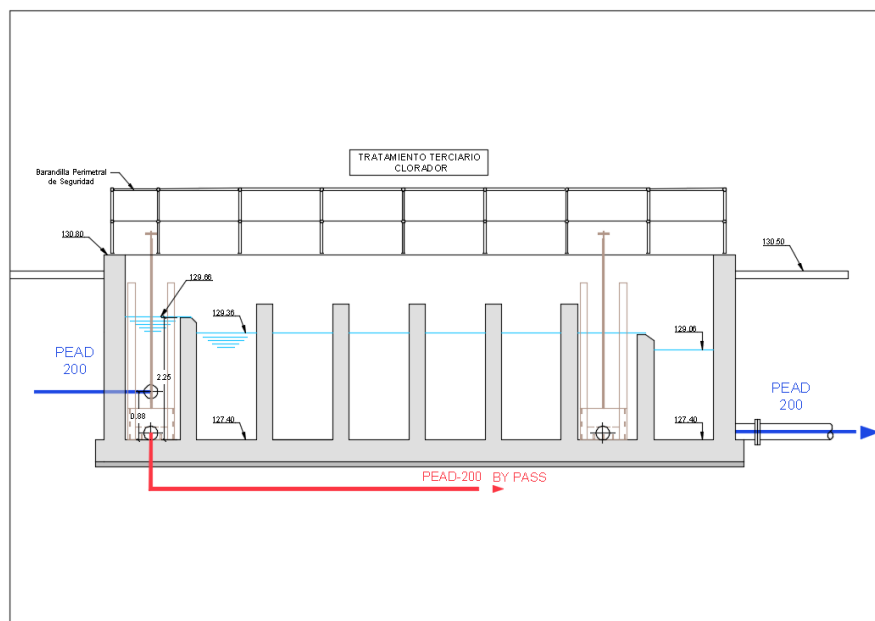 TRATAMIENTO TERCIARIO
CLORADOR
Barandilla Perimetral
de Seguridad
130.80
130.50
129.66
129.36
129.06
PEAD
200
2.25
0.88
127.40
127.40
PEAD
200
PEAD-200 BY PASS